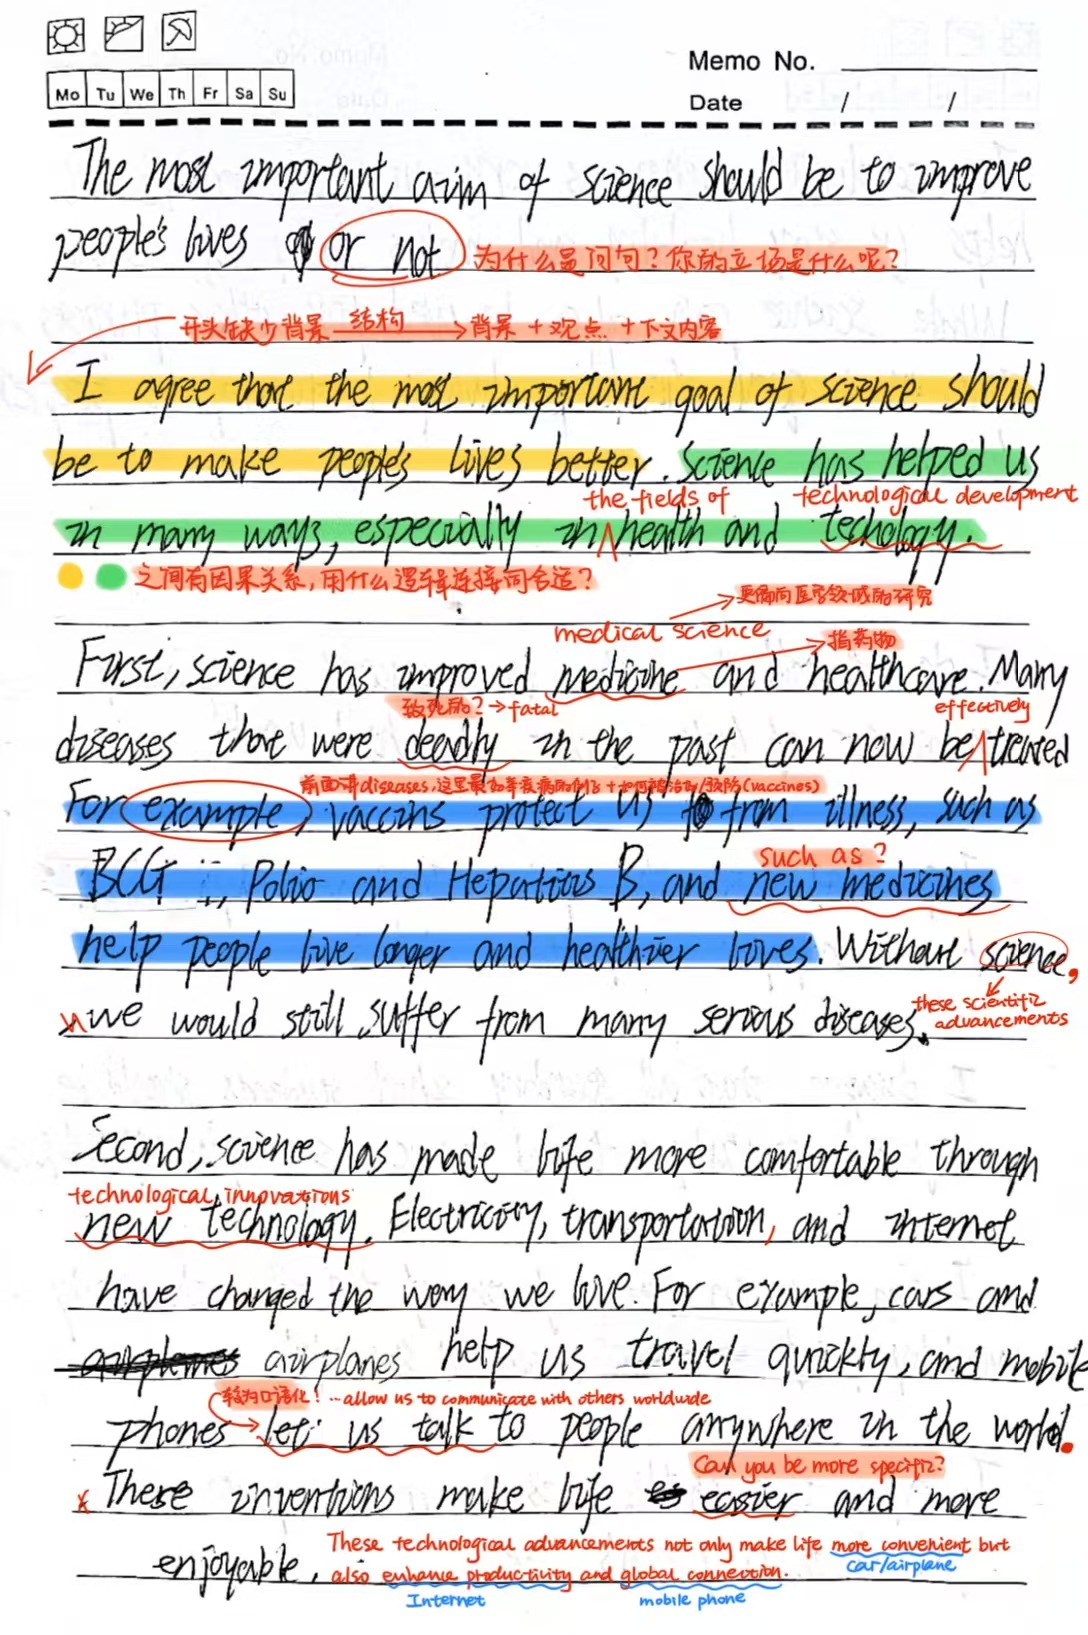 Memo No.
Mo Tu We Th Fr Sa Su
Date / /
The most important aim of science should be to improve
people's lives or not 为什么是问句？你的立场是什么呢？
开头缺少背景 结构 背景 + 观点 + 下文内容
I agree that the most important goal of science should
be to make people's lives better. Science has helped us
the fields of technological development
in many ways, especially in health and techology.
之间有因果关系，用什么逻辑连接词合适？
更偏向医学领域的研究
medical science 指药物
First, science has improved medicine and healthcare. Many
致死的？→ fatal effectively
diseases that were deadly in the past can now be treated
前面讲diseases，这里最好举疾病的例子 + 如何被治疗/预防(vaccines)
For example, vaccins protect us from illness, such as
such as?
BCG, Polio and Hepatitis B, and new medicines
help people live longer and healthier lives. Without science,
these scientific
advancements
we would still suffer from many serious diseases.
Second, science has made life more comfortable through
technological innovations
new technology. Electricity, transportation, and internet
have changed the way we live. For example, cars and
airplanes help us travel quickly, and mobile
较为口语化！ ...allow us to communicate with others worldwide
phones let us talk to people anywhere in the world.
Can you be more specific?
These inventions make life easier and more
These technological advancements not only make life more convenient but
enjoyable. also enhance productivity and global connection.
car/airplane
Internet mobile phone